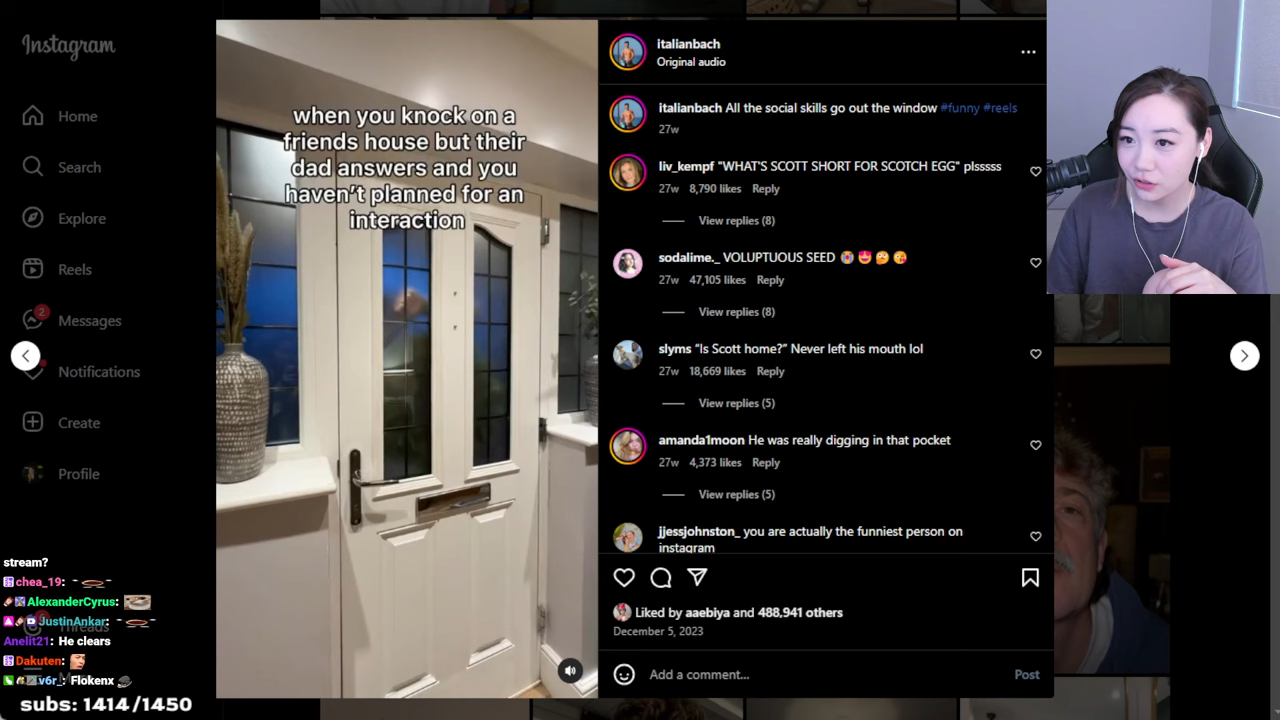 Instagram
Home
Search
Explore
Reels
2
Messages
Notifications
Create
Profile
Threads
when you knock on a
friends house but their
dad answers and you
haven't planned for an
interaction
italianbach
Original audio
italianbach All the social skills go out the window #funny #reels
27w
liv_kempf "WHAT'S SCOTT SHORT FOR SCOTCH EGG" plsssss
27w 8,790 likes Reply
View replies (8)
sodalime._ VOLUPTUOUS SEED 😭😍🤔😘
27w 47,105 likes Reply
View replies (8)
slyms "Is Scott home?" Never left his mouth lol
27w 18,669 likes Reply
View replies (5)
amanda1moon He was really digging in that pocket
27w 4,373 likes Reply
View replies (5)
jjessjohnston_ you are actually the funniest person on
instagram
Liked by aaebiya and 488,941 others
December 5, 2023
Add a comment...
Post
stream?
chea_19:
AlexanderCyrus:
JustinAnkar:
Anelit21: He clears
Dakuten:
v6r_: Flokenx
subs: 1414/1450